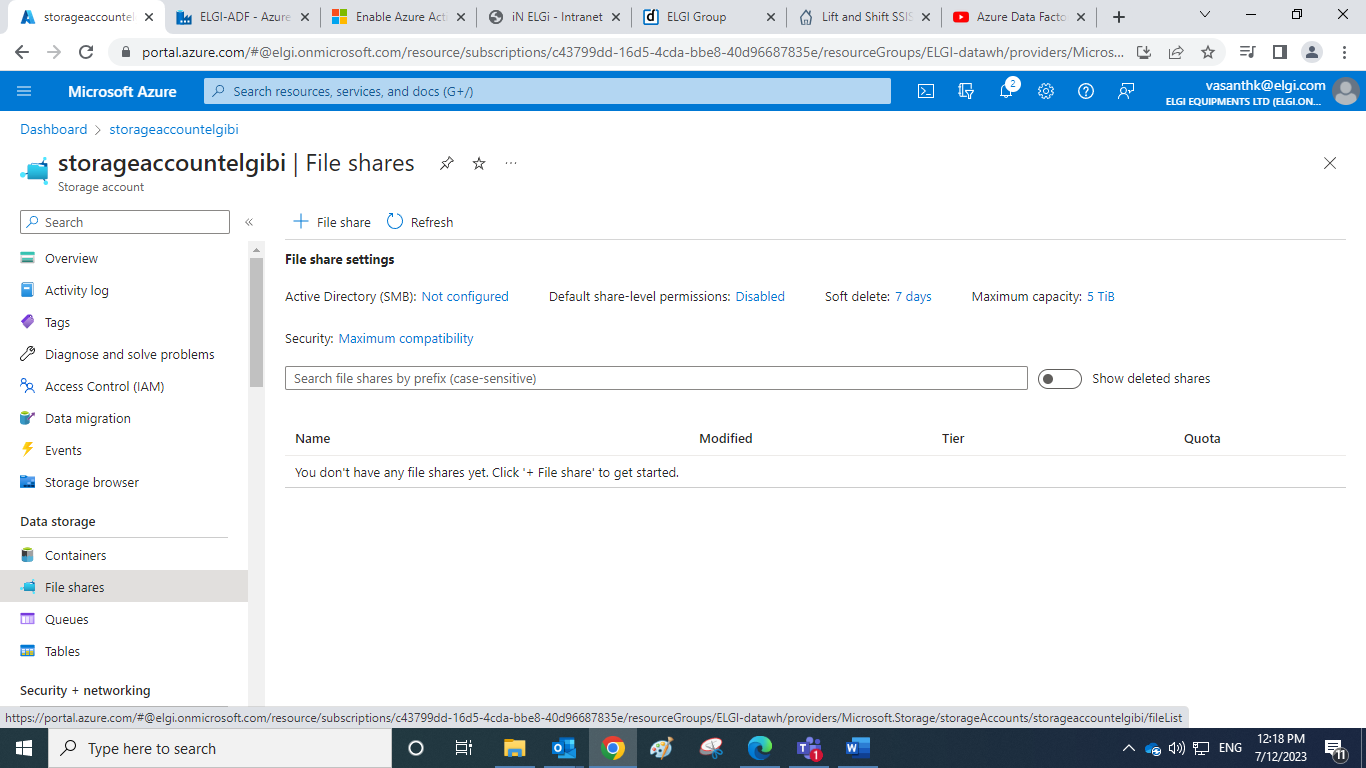 storageaccountel
ELGI-ADF - Azure
Enable Azure Act
iN ELGi - Intranet
ELGI Group
Lift and Shift SSIS
Azure Data Facto
portal.azure.com/#@elgi.onmicrosoft.com/resource/subscriptions/c43799dd-16d5-4cda-bbe8-40d96687835e/resourceGroups/ELGI-datawh/providers/Micros...
Microsoft Azure
Search resources, services, and docs (G+/)
2
vasanthk@elgi.com
ELGI EQUIPMENTS LTD (ELGI.ON...
Dashboard > storageaccountelgibi
storageaccountelgibi | File shares
Storage account
Search
File share
Refresh
Overview
Activity log
Tags
Diagnose and solve problems
Access Control (IAM)
Data migration
Events
Storage browser
Data storage
Containers
File shares
Queues
Tables
Security + networking
File share settings
Active Directory (SMB): Not configured
Default share-level permissions: Disabled
Soft delete: 7 days
Maximum capacity: 5 TiB
Security: Maximum compatibility
Search file shares by prefix (case-sensitive)
Show deleted shares
Name Modified Tier Quota
You don't have any file shares yet. Click '+ File share' to get started.
https://portal.azure.com/#@elgi.onmicrosoft.com/resource/subscriptions/c43799dd-16d5-4cda-bbe8-40d96687835e/resourceGroups/ELGI-datawh/providers/Microsoft.Storage/storageAccounts/storageaccountelgibi/fileList
Type here to search
1
ENG
12:18 PM
7/12/2023
11